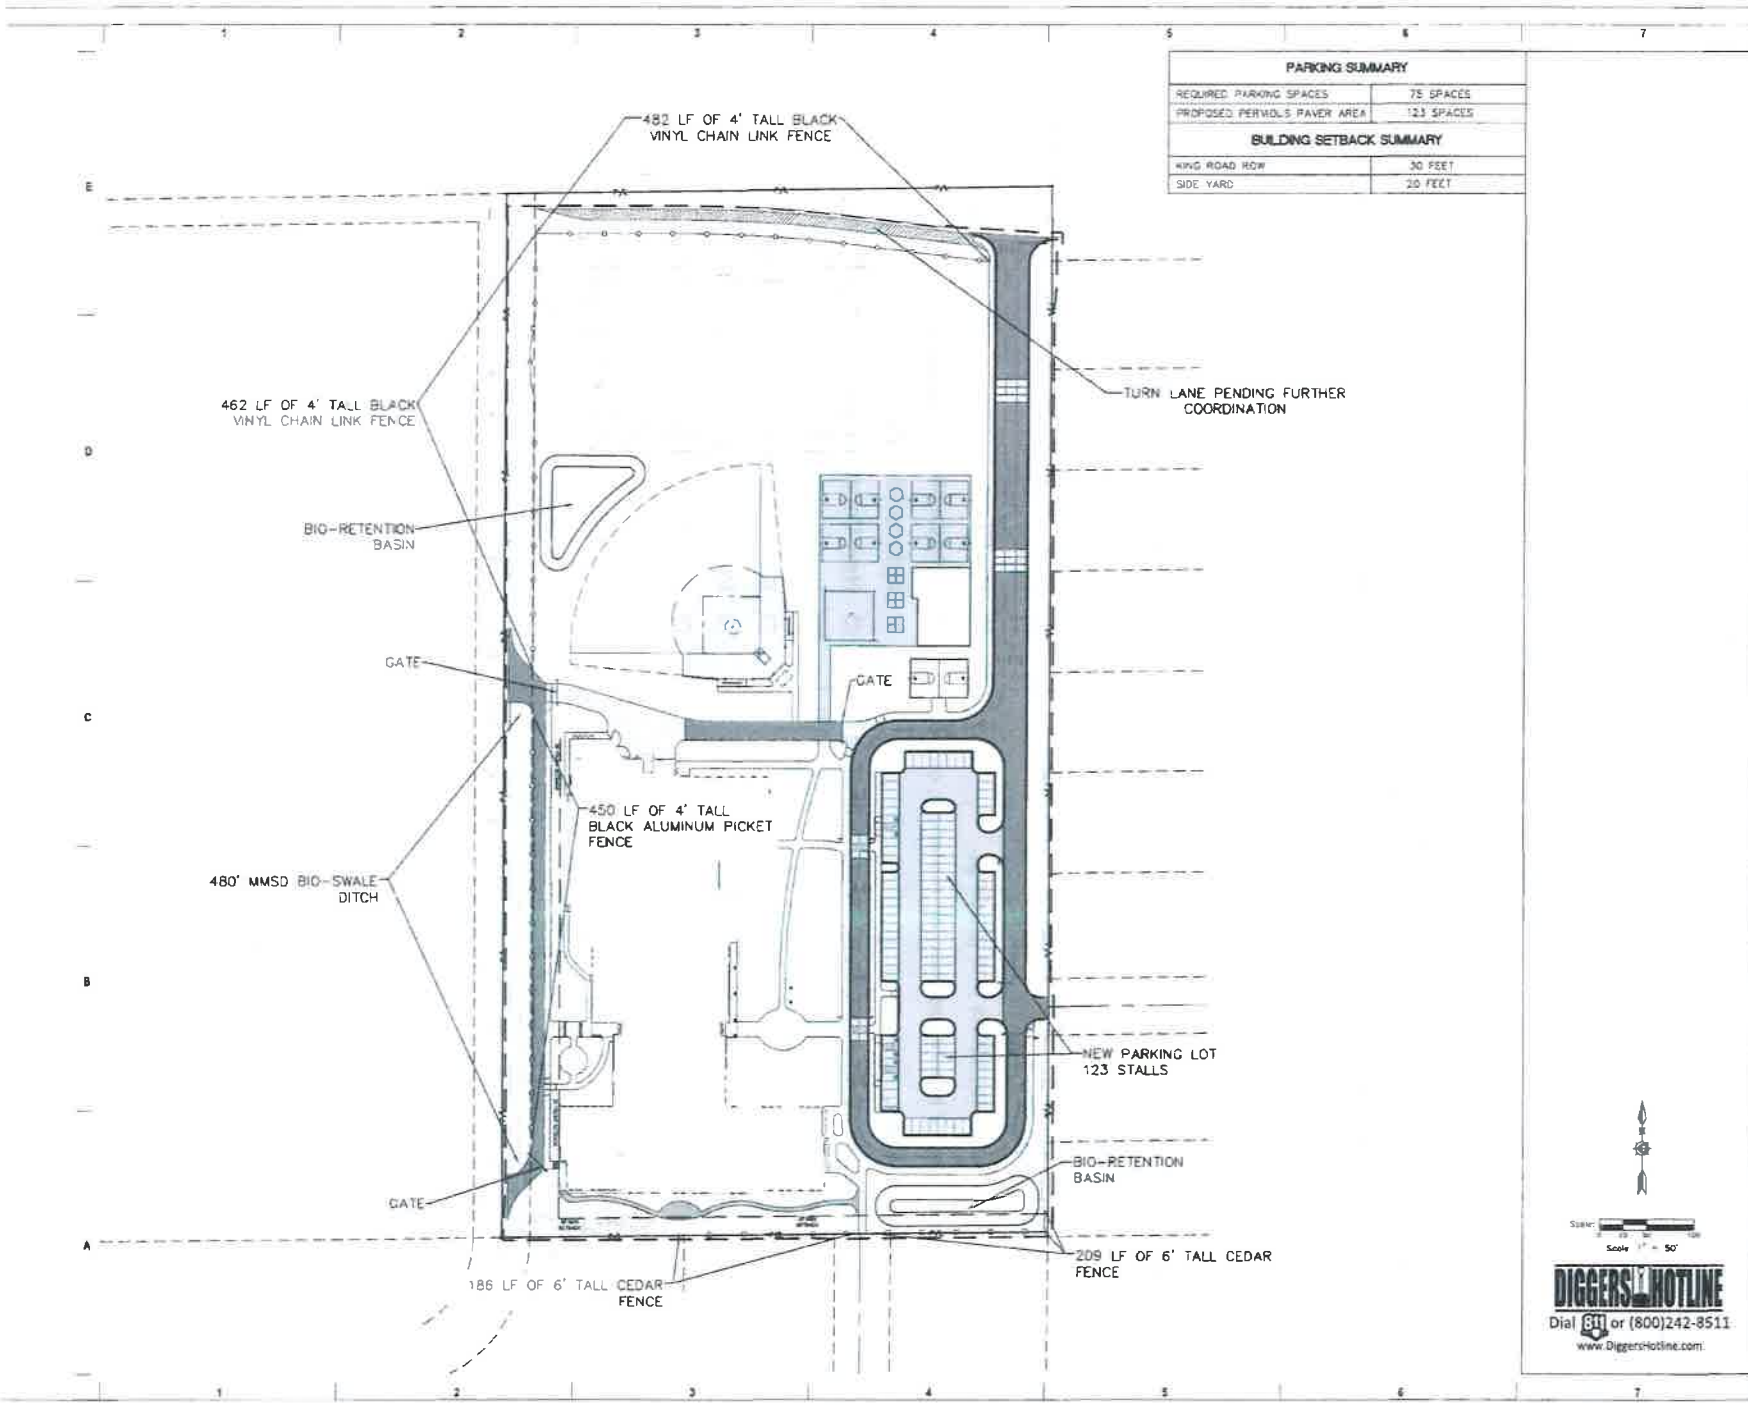 1 2 3 4 5 6 7
PARKING SUMMARY
REQUIRED PARKING SPACES 75 SPACES
PROPOSED PERVIOUS PAVER AREA 123 SPACES
BUILDING SETBACK SUMMARY
KING ROAD ROW 30 FEET
SIDE YARD 20 FEET
482 LF OF 4' TALL BLACK
VINYL CHAIN LINK FENCE
E
TURN LANE PENDING FURTHER
COORDINATION
462 LF OF 4' TALL BLACK
VINYL CHAIN LINK FENCE
D
BIO-RETENTION
BASIN
GATE
GATE
C
450 LF OF 4' TALL
BLACK ALUMINUM PICKET
FENCE
480' MMSD BIO-SWALE
DITCH
B
NEW PARKING LOT
123 STALLS
BIO-RETENTION
BASIN
GATE
A
209 LF OF 6' TALL CEDAR
FENCE
186 LF OF 6' TALL CEDAR
FENCE
Scale 1" = 50'
DIGGERS HOTLINE
Dial 811 or (800)242-8511
www.DiggersHotline.com
1 2 3 4 5 6 7